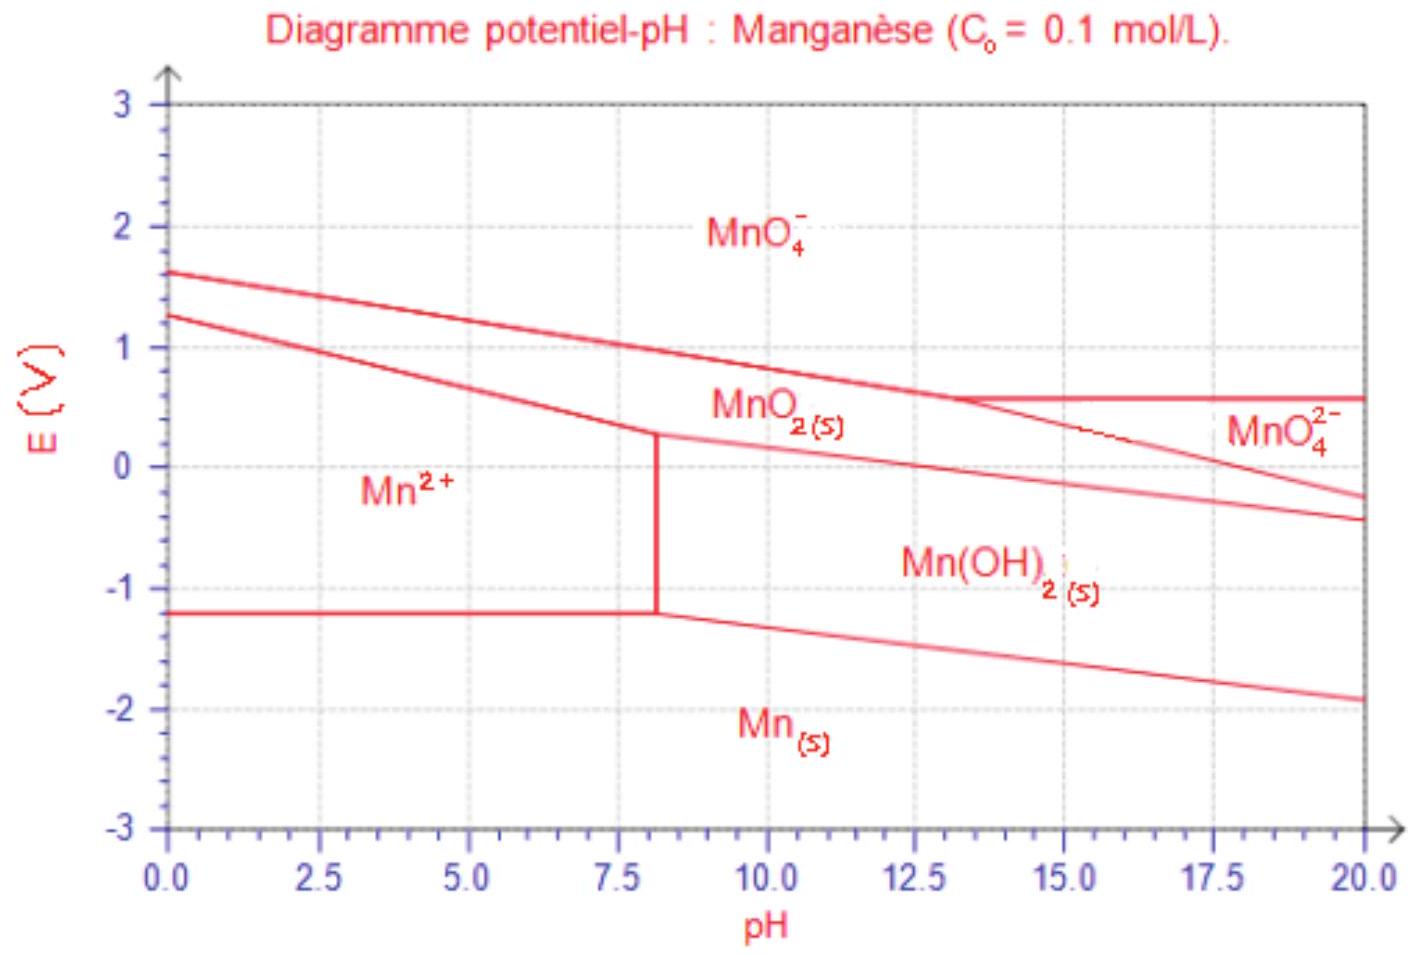 Diagramme potentiel-pH : Manganèse (C₀ = 0.1 mol/L).
3
2
1
0
-1
-2
-3
E (V)
MnO₄⁻
MnO₂(s)
MnO₄²⁻
Mn²⁺
Mn(OH)₂(s)
Mn(s)
0.0 2.5 5.0 7.5 10.0 12.5 15.0 17.5 20.0
pH